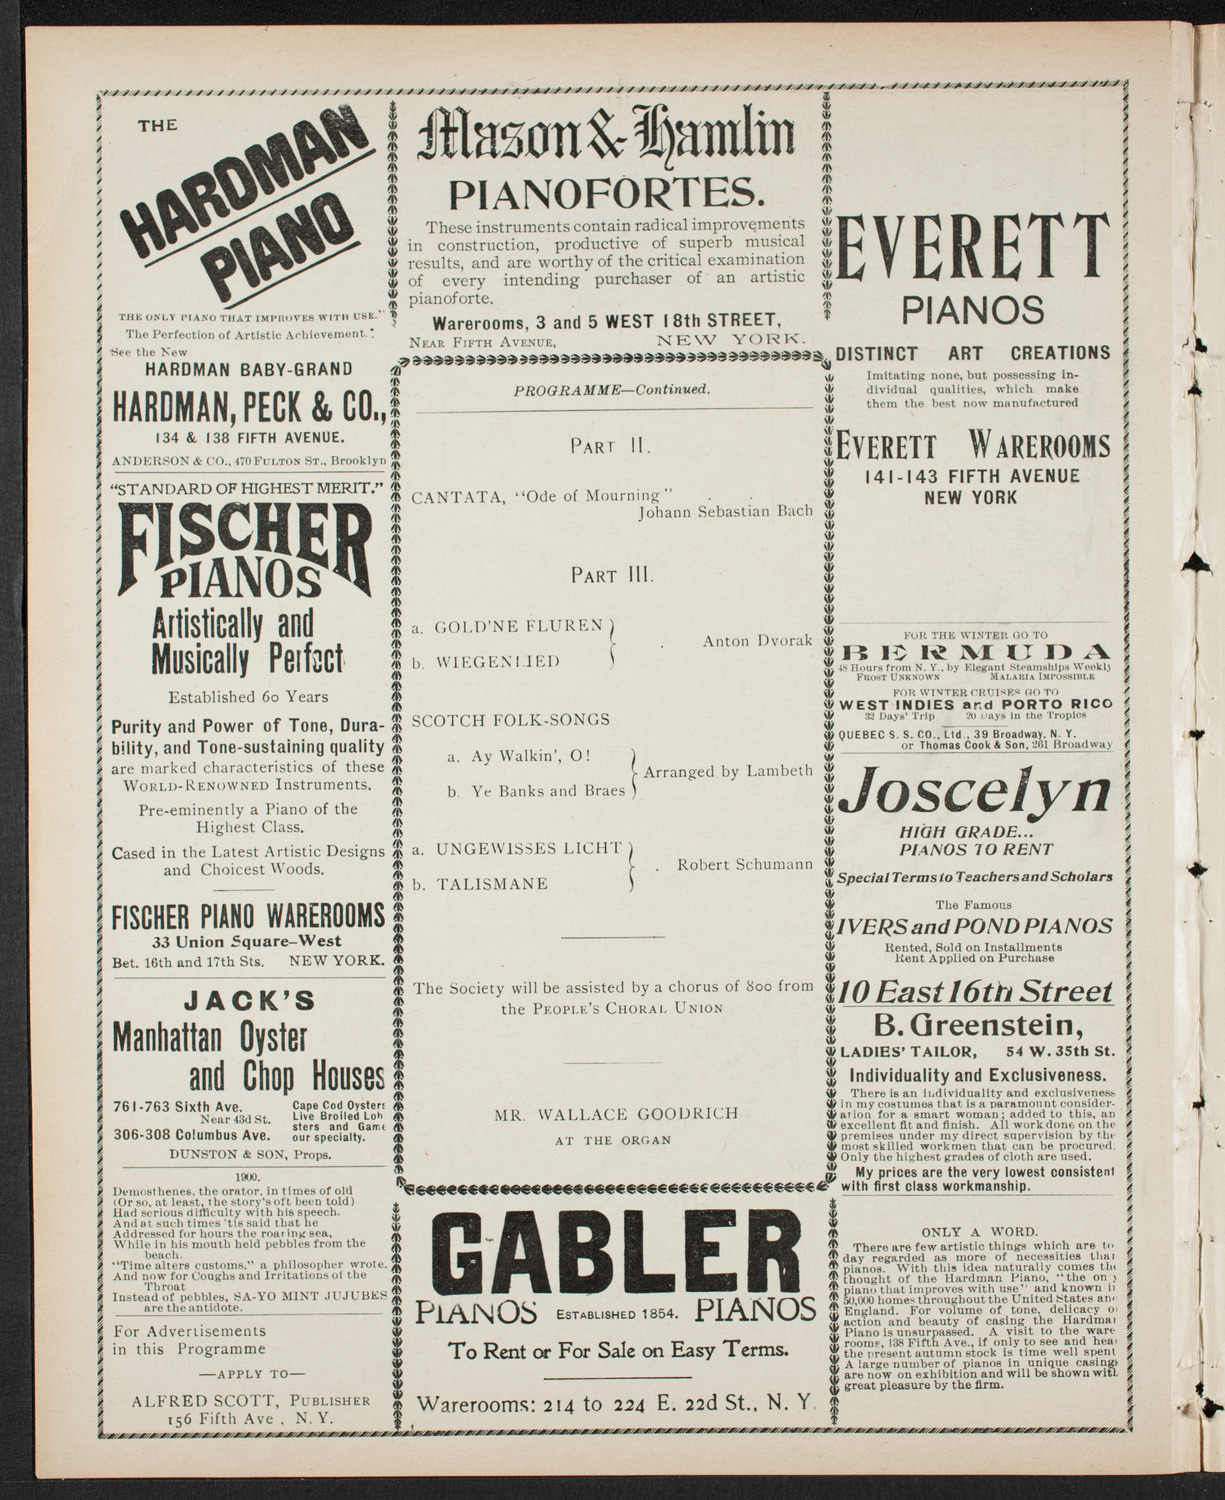 THE
HARDMAN
PIANO
THE ONLY PIANO THAT IMPROVES WITH USE."
The Perfection of Artistic Achievement.
See the New
HARDMAN BABY-GRAND
HARDMAN, PECK & CO.,
134 & 138 FIFTH AVENUE.
ANDERSON & CO., 470 FULTON ST., Brooklyn
"STANDARD OF HIGHEST MERIT."
FISCHER
PIANOS
Artistically and
Musically Perfect
Established 60 Years
Purity and Power of Tone, Dura-
bility, and Tone-sustaining quality
are marked characteristics of these
WORLD-RENOWNED Instruments.
Pre-eminently a Piano of the
Highest Class.
Cased in the Latest Artistic Designs
and Choicest Woods.
FISCHER PIANO WAREROOMS
33 Union Square–West
Bet. 16th and 17th Sts. NEW YORK.
JACK'S
Manhattan Oyster
and Chop Houses
761-763 Sixth Ave.
Near 43d St.
306-308 Columbus Ave.
Cape Cod Oysters
Live Broiled Lob
sters and Game
our specialty.
DUNSTON & SON, Props.
1900.
Demosthenes, the orator, in times of old
(Or so, at least, the story's oft been told)
Had serious difficulty with his speech.
And at such times 'tis said that he
Addressed for hours the roaring sea,
While in his mouth held pebbles from the
beach.
"Time alters customs," a philosopher wrote.
And now for Coughs and Irritations of the
Throat
Instead of pebbles, SA-YO MINT JUJUBES
are the antidote.
For Advertisements
in this Programme
—APPLY TO—
ALFRED SCOTT, PUBLISHER
156 Fifth Ave., N. Y.
Mason & Hamlin
PIANOFORTES.
These instruments contain radical improvements
in construction, productive of superb musical
results, and are worthy of the critical examination
of every intending purchaser of an artistic
pianoforte.
Warerooms, 3 and 5 WEST 18th STREET,
NEAR FIFTH AVENUE, NEW YORK.
PROGRAMME—Continued.
PART II.
CANTATA, "Ode of Mourning" . .
Johann Sebastian Bach
PART III.
a. GOLD'NE FLUREN
b. WIEGENLIED
. Anton Dvorak
SCOTCH FOLK-SONGS
a. Ay Walkin', O!
b. Ye Banks and Braes
Arranged by Lambeth
a. UNGEWISSES LICHT
b. TALISMANE
. Robert Schumann
The Society will be assisted by a chorus of 800 from
the PEOPLE'S CHORAL UNION
MR. WALLACE GOODRICH
AT THE ORGAN
GABLER
PIANOS ESTABLISHED 1854. PIANOS
To Rent or For Sale on Easy Terms.
Warerooms: 214 to 224 E. 22d St., N. Y.
EVERETT
PIANOS
DISTINCT ART CREATIONS
Imitating none, but possessing in-
dividual qualities, which make
them the best now manufactured
EVERETT WAREROOMS
141-143 FIFTH AVENUE
NEW YORK
FOR THE WINTER GO TO
BERMUDA
48 Hours from N. Y., by Elegant Steamships Weekly
FROST UNKNOWN MALARIA IMPOSSIBLE
FOR WINTER CRUISES GO TO
WEST INDIES and PORTO RICO
32 Days' Trip 20 Days in the Tropics
QUEBEC S. S. CO., Ltd., 39 Broadway, N. Y.
or Thomas Cook & Son, 261 Broadway
Joscelyn
HIGH GRADE...
PIANOS TO RENT
Special Terms to Teachers and Scholars
The Famous
IVERS and POND PIANOS
Rented, Sold on Installments
Rent Applied on Purchase
10 East 16th Street
B. Greenstein,
LADIES' TAILOR, 54 W. 35th St.
Individuality and Exclusiveness.
There is an individuality and exclusiveness
in my costumes that is a paramount consider-
ation for a smart woman; added to this, an
excellent fit and finish. All work done on the
premises under my direct supervision by the
most skilled workmen that can be procured.
Only the highest grades of cloth are used.
My prices are the very lowest consistent
with first class workmanship.
ONLY A WORD.
There are few artistic things which are to
day regarded as more of necessities than
pianos. With this idea naturally comes the
thought of the Hardman Piano, "the on y
piano that improves with use" and known in
50,000 homes throughout the United States and
England. For volume of tone, delicacy of
action and beauty of casing the Hardman
Piano is unsurpassed. A visit to the ware
rooms, 138 Fifth Ave., if only to see and hear
the present autumn stock is time well spent
A large number of pianos in unique casings
are now on exhibition and will be shown with
great pleasure by the firm.